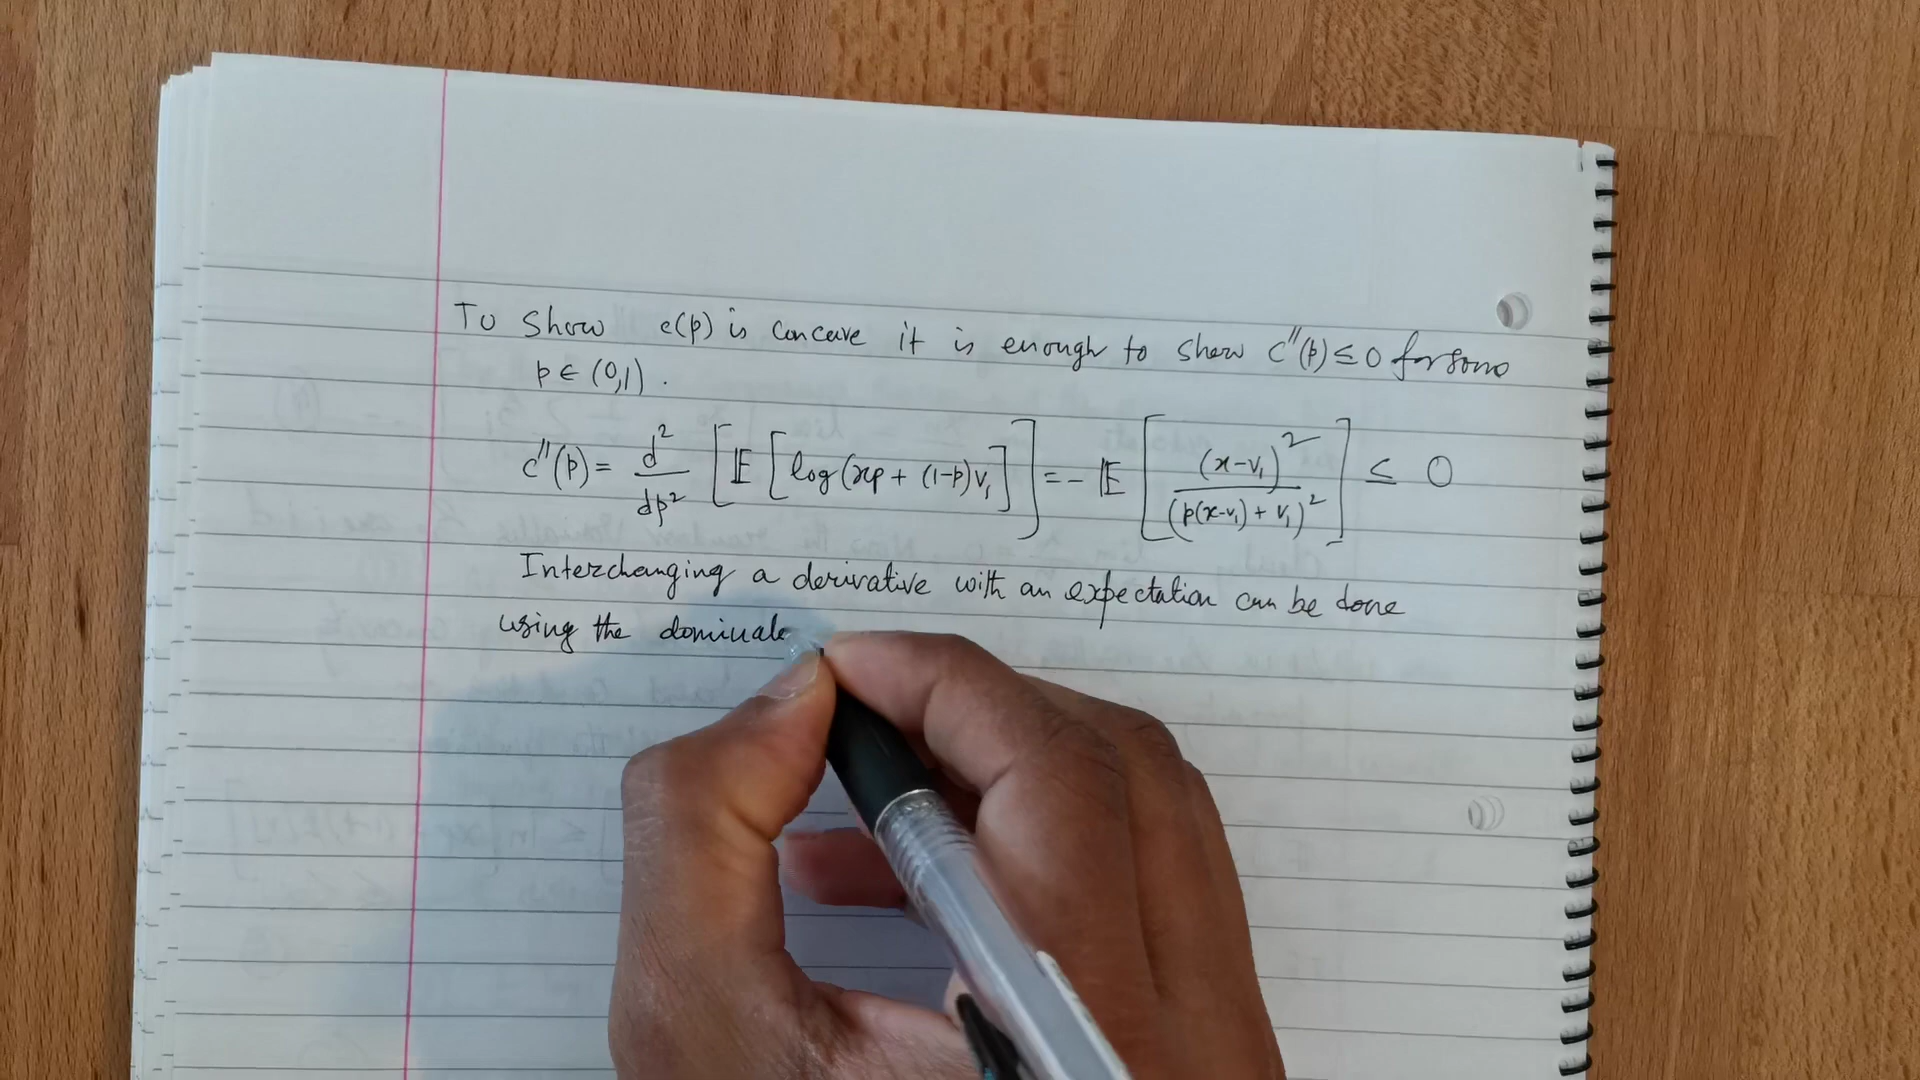 To show c(p) is concave it is enough to show c''(p) ≤ 0 for some
p ∈ (0,1).
c''(p) = d²/dp² [𝔼[log(xp + (1-p)v₁]] = -𝔼[(x-v₁)²/(p(x-v₁) + v₁)²] ≤ 0
Interchanging a derivative with an expectation can be done
using the dominate